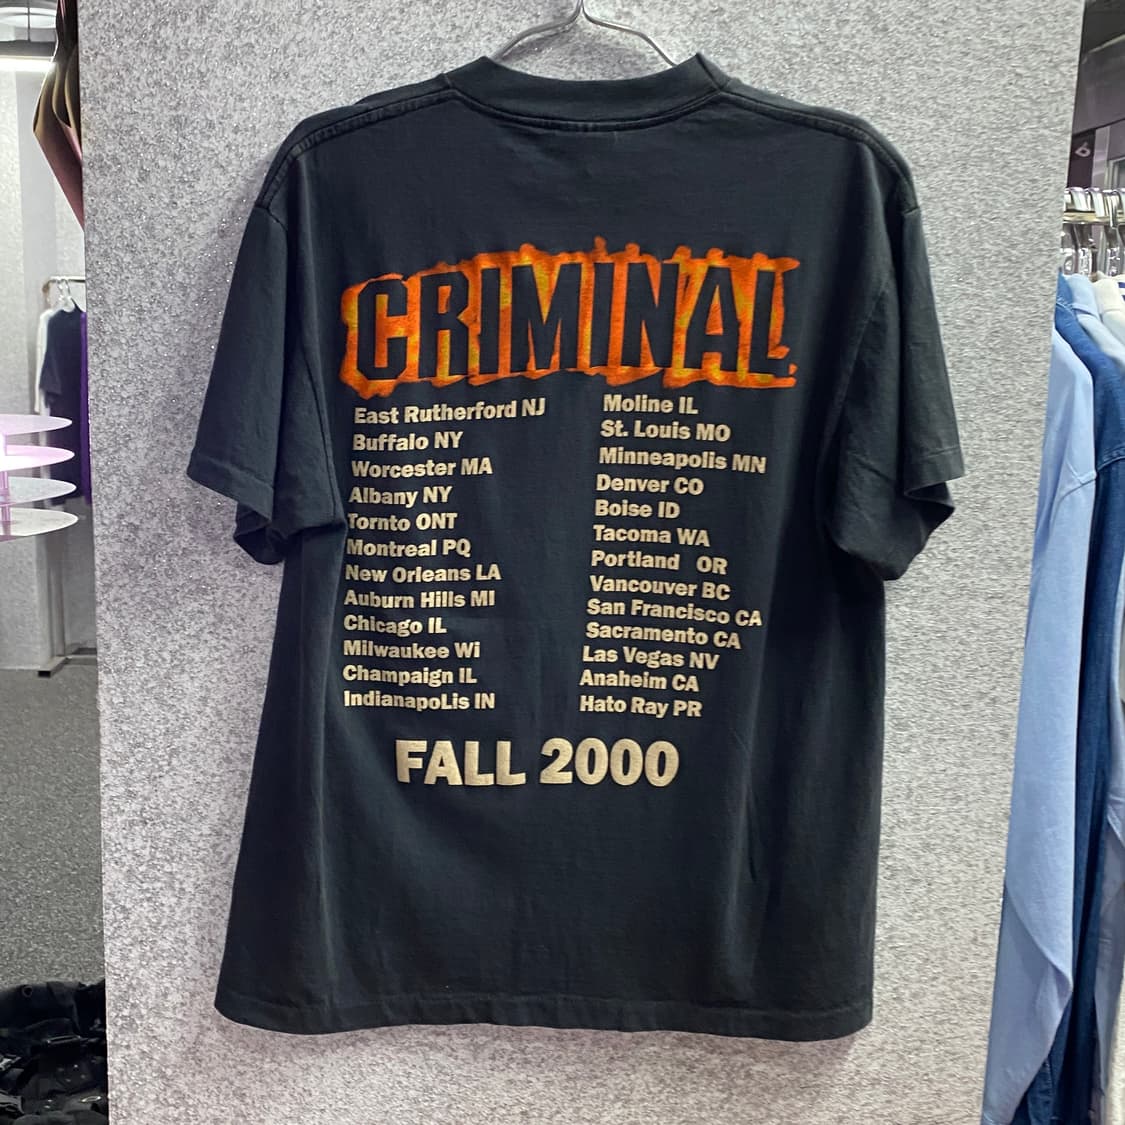 CRIMINAL.
East Rutherford NJ
Buffalo NY
Worcester MA
Albany NY
Tornto ONT
Montreal PQ
New Orleans LA
Auburn Hills MI
Chicago IL
Milwaukee Wi
Champaign IL
IndianapoLis IN
Moline IL
St. Louis MO
Minneapolis MN
Denver CO
Boise ID
Tacoma WA
Portland OR
Vancouver BC
San Francisco CA
Sacramento CA
Las Vegas NV
Anaheim CA
Hato Ray PR
FALL 2000